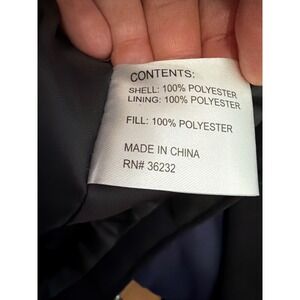 CONTENTS:
SHELL: 100% POLYESTER
LINING: 100% POLYESTER
FILL: 100% POLYESTER
MADE IN CHINA
RN# 36232